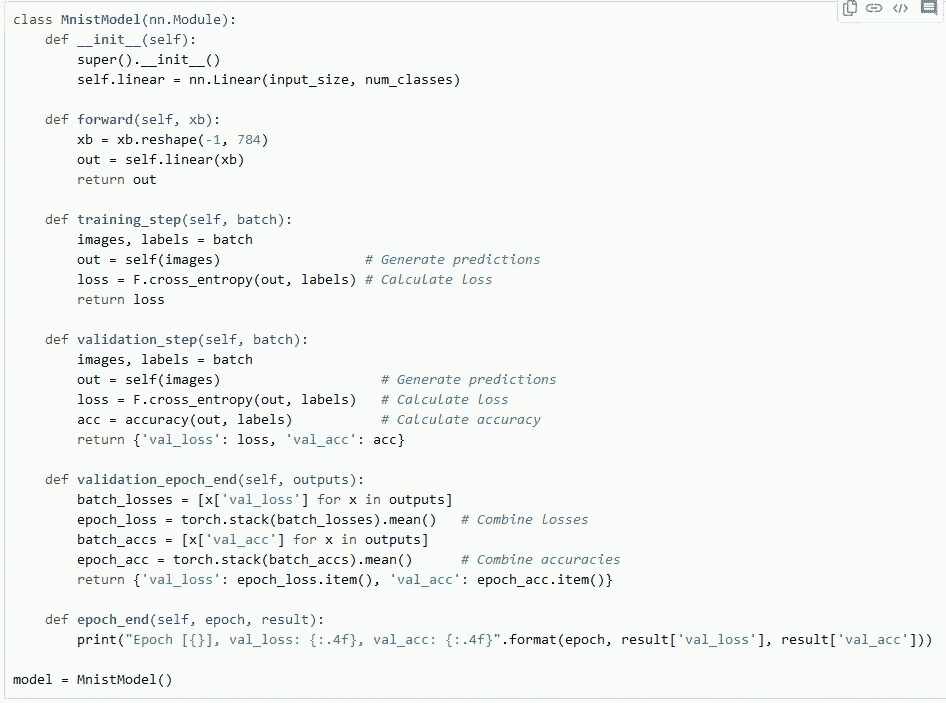 class MnistModel(nn.Module):
    def __init__(self):
        super().__init__()
        self.linear = nn.Linear(input_size, num_classes)

    def forward(self, xb):
        xb = xb.reshape(-1, 784)
        out = self.linear(xb)
        return out

    def training_step(self, batch):
        images, labels = batch
        out = self(images)                  # Generate predictions
        loss = F.cross_entropy(out, labels) # Calculate loss
        return loss

    def validation_step(self, batch):
        images, labels = batch
        out = self(images)                    # Generate predictions
        loss = F.cross_entropy(out, labels)   # Calculate loss
        acc = accuracy(out, labels)           # Calculate accuracy
        return {'val_loss': loss, 'val_acc': acc}

    def validation_epoch_end(self, outputs):
        batch_losses = [x['val_loss'] for x in outputs]
        epoch_loss = torch.stack(batch_losses).mean()   # Combine losses
        batch_accs = [x['val_acc'] for x in outputs]
        epoch_acc = torch.stack(batch_accs).mean()      # Combine accuracies
        return {'val_loss': epoch_loss.item(), 'val_acc': epoch_acc.item()}

    def epoch_end(self, epoch, result):
        print("Epoch [{}], val_loss: {:.4f}, val_acc: {:.4f}".format(epoch, result['val_loss'], result['val_acc']))

model = MnistModel()